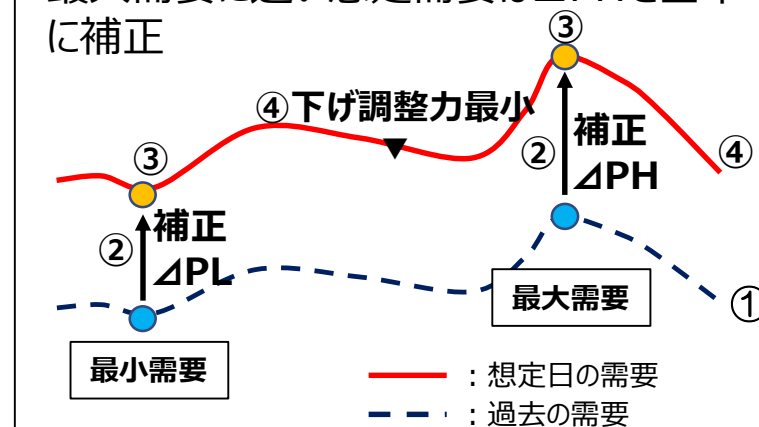 に補正
③
④下げ調整力最小
③
補正
②
⊿PH
④
②
補正
⊿PL
最大需要
①
最小需要
：想定日の需要
：過去の需要